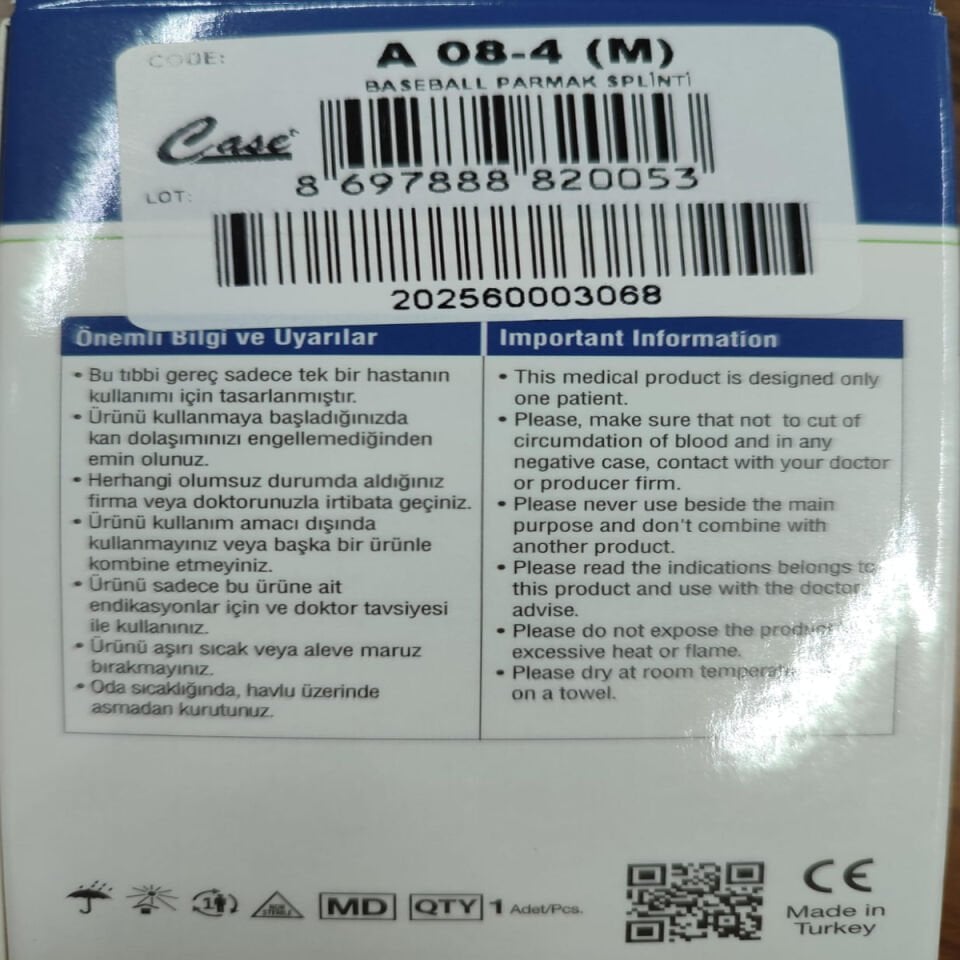 CODE:
A 08-4 (M)
BASEBALL PARMAK SPLİNTİ
Case
8 697888 820053
LOT:
202560003068
Önemli Bilgi ve Uyarılar
• Bu tıbbi gereç sadece tek bir hastanın
kullanımı için tasarlanmıştır.
• Ürünü kullanmaya başladığınızda
kan dolaşımınızı engellemediğinden
emin olunuz.
• Herhangi olumsuz durumda aldığınız
firma veya doktorunuzla irtibata geçiniz.
• Ürünü kullanım amacı dışında
kullanmayınız veya başka bir ürünle
kombine etmeyiniz.
• Ürünü sadece bu ürüne ait
endikasyonlar için ve doktor tavsiyesi
ile kullanınız.
• Ürünü aşırı sıcak veya aleve maruz
bırakmayınız.
• Oda sıcaklığında, havlu üzerinde
asmadan kurutunuz.
Important Information
• This medical product is designed only
one patient.
• Please, make sure that not to cut of
circumdation of blood and in any
negative case, contact with your doctor
or producer firm.
• Please never use beside the main
purpose and don't combine with
another product.
• Please read the indications belongs to
this product and use with the doctor
advise.
• Please do not expose the product
excessive heat or flame.
• Please dry at room
on a towel.
1
NON
STERILE
MD
QTY 1 Adet/Pcs.
CE
Made in
Turkey